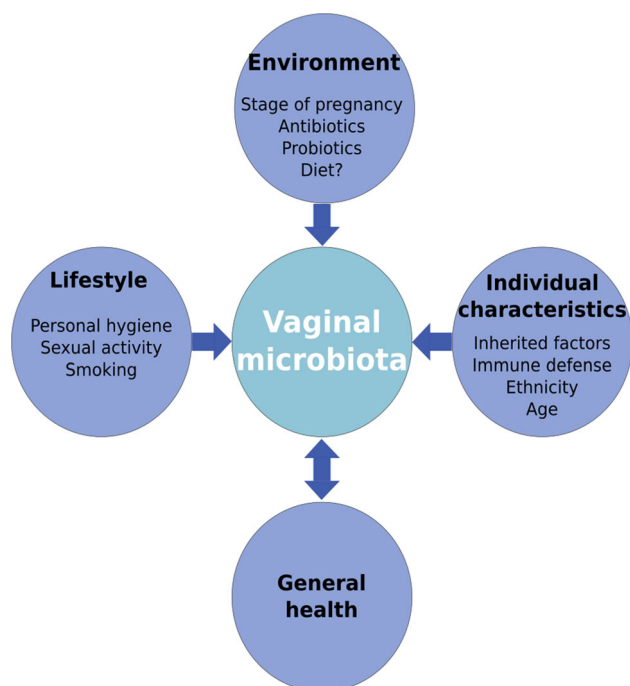 Environment
Stage of pregnancy
Antibiotics
Probiotics
Diet?
Lifestyle
Personal hygiene
Sexual activity
Smoking
Vaginal
microbiota
Individual
characteristics
Inherited factors
Immune defense
Ethnicity
Age
General
health